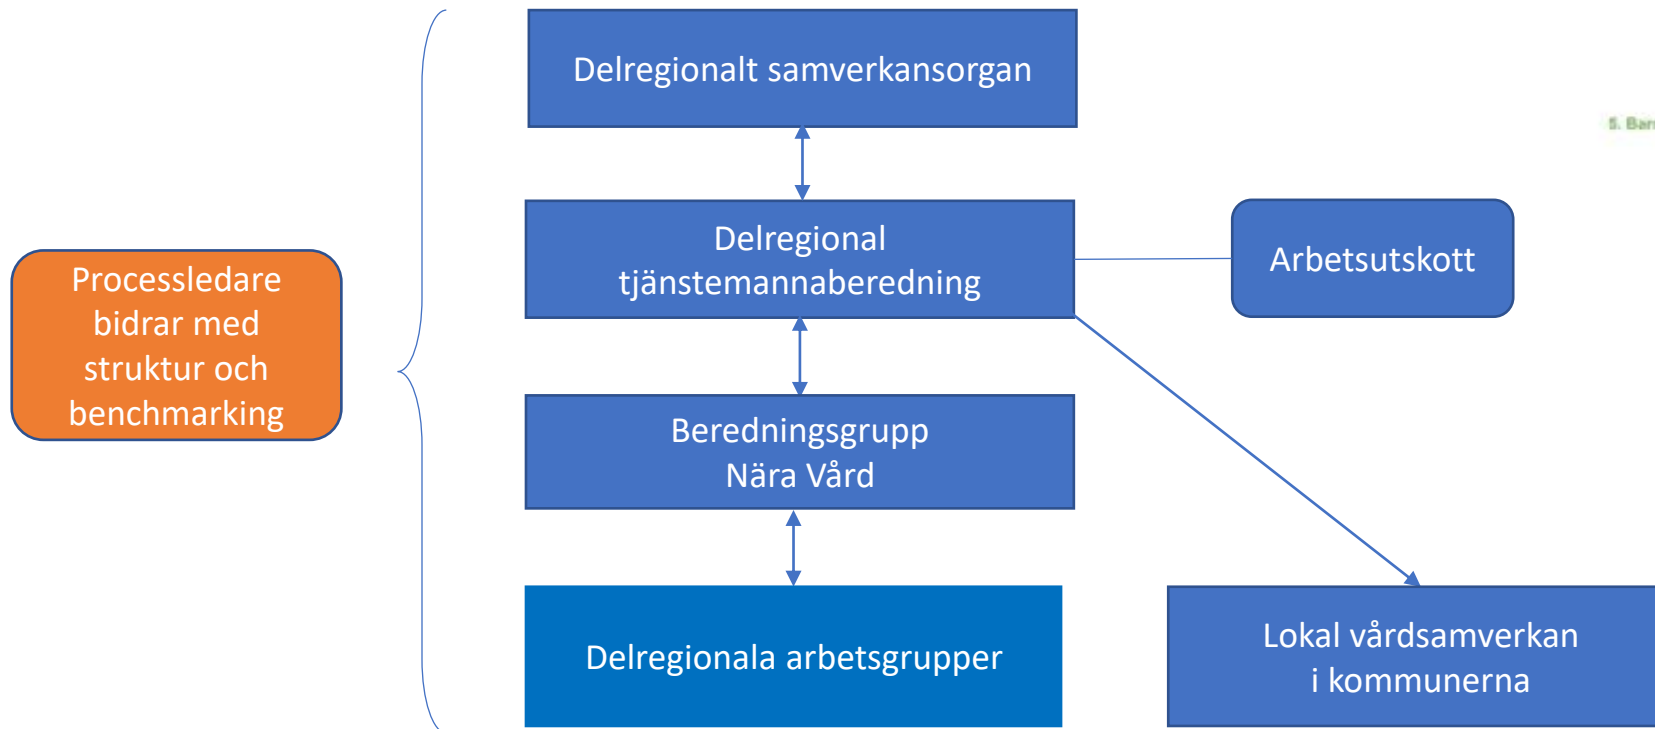 Delregionalt samverkansorgan
5.
Delregional
tjänstemannaberedning
Arbetsutskott
Processledare
bidrar med
struktur och
benchmarking
Beredningsgrupp
Nära Vård
Delregionala arbetsgrupper
Lokal vårdsamverkan
i kommunerna